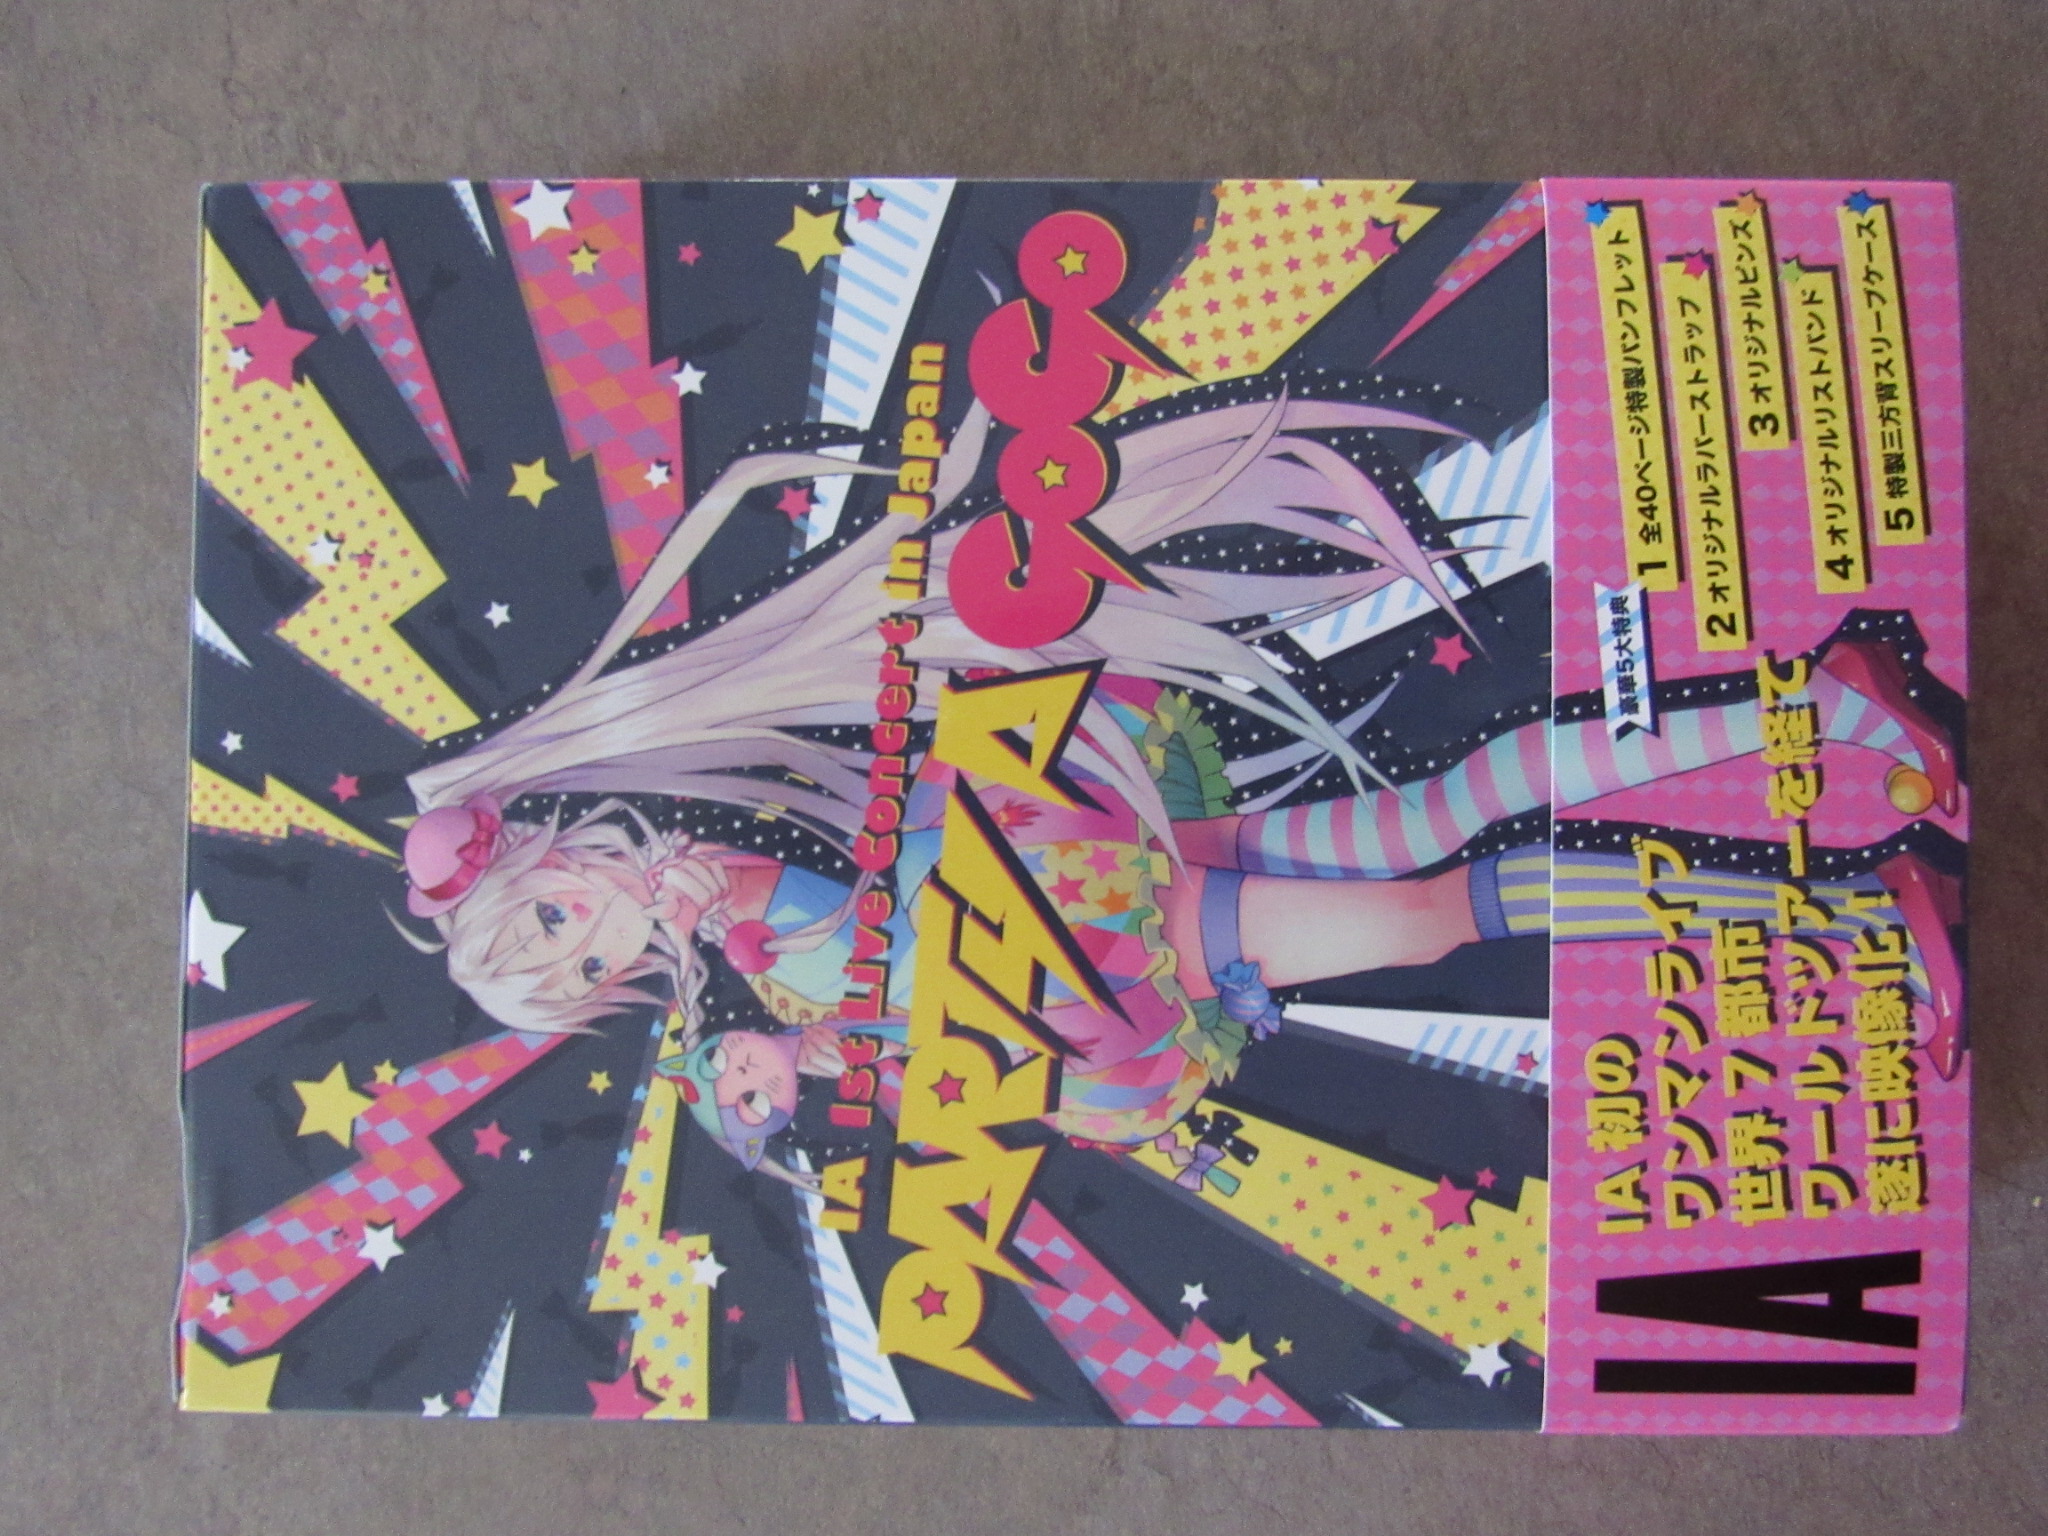 IA 1st Live Concert in Japan
PARTY A GO-GO
IA
IA 初の
ワンマンライブ
世界7都市
ワールドツアーを経て
遂に映像化!
豪華5大特典
1 全40ページ特製パンフレット
2 オリジナルラバーストラップ
3 オリジナルピンズ
4 オリジナルリストバンド
5 特製三方背スリーブケース